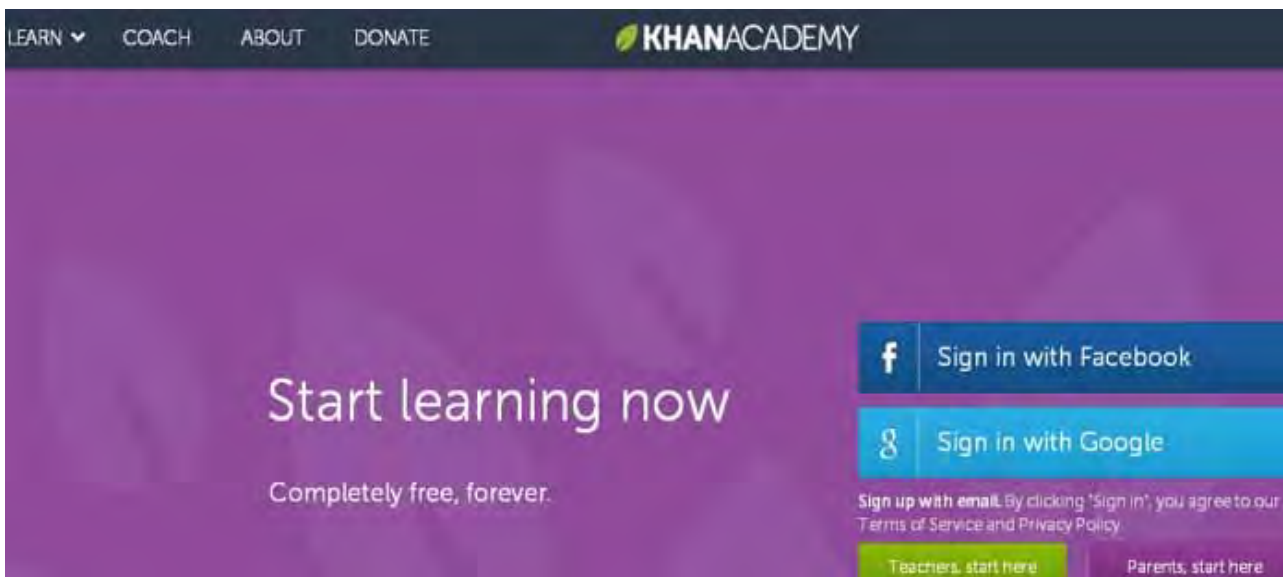 LEARN COACH ABOUT DONATE KHANACADEMY
Sign in with Facebook
Start learning now
Sign in with Google
Completely free, forever.
Sign up with email. By clicking "Sign in", you agree to our
Terms of Service and Privacy Policy
Teachers, start here Parents, start here